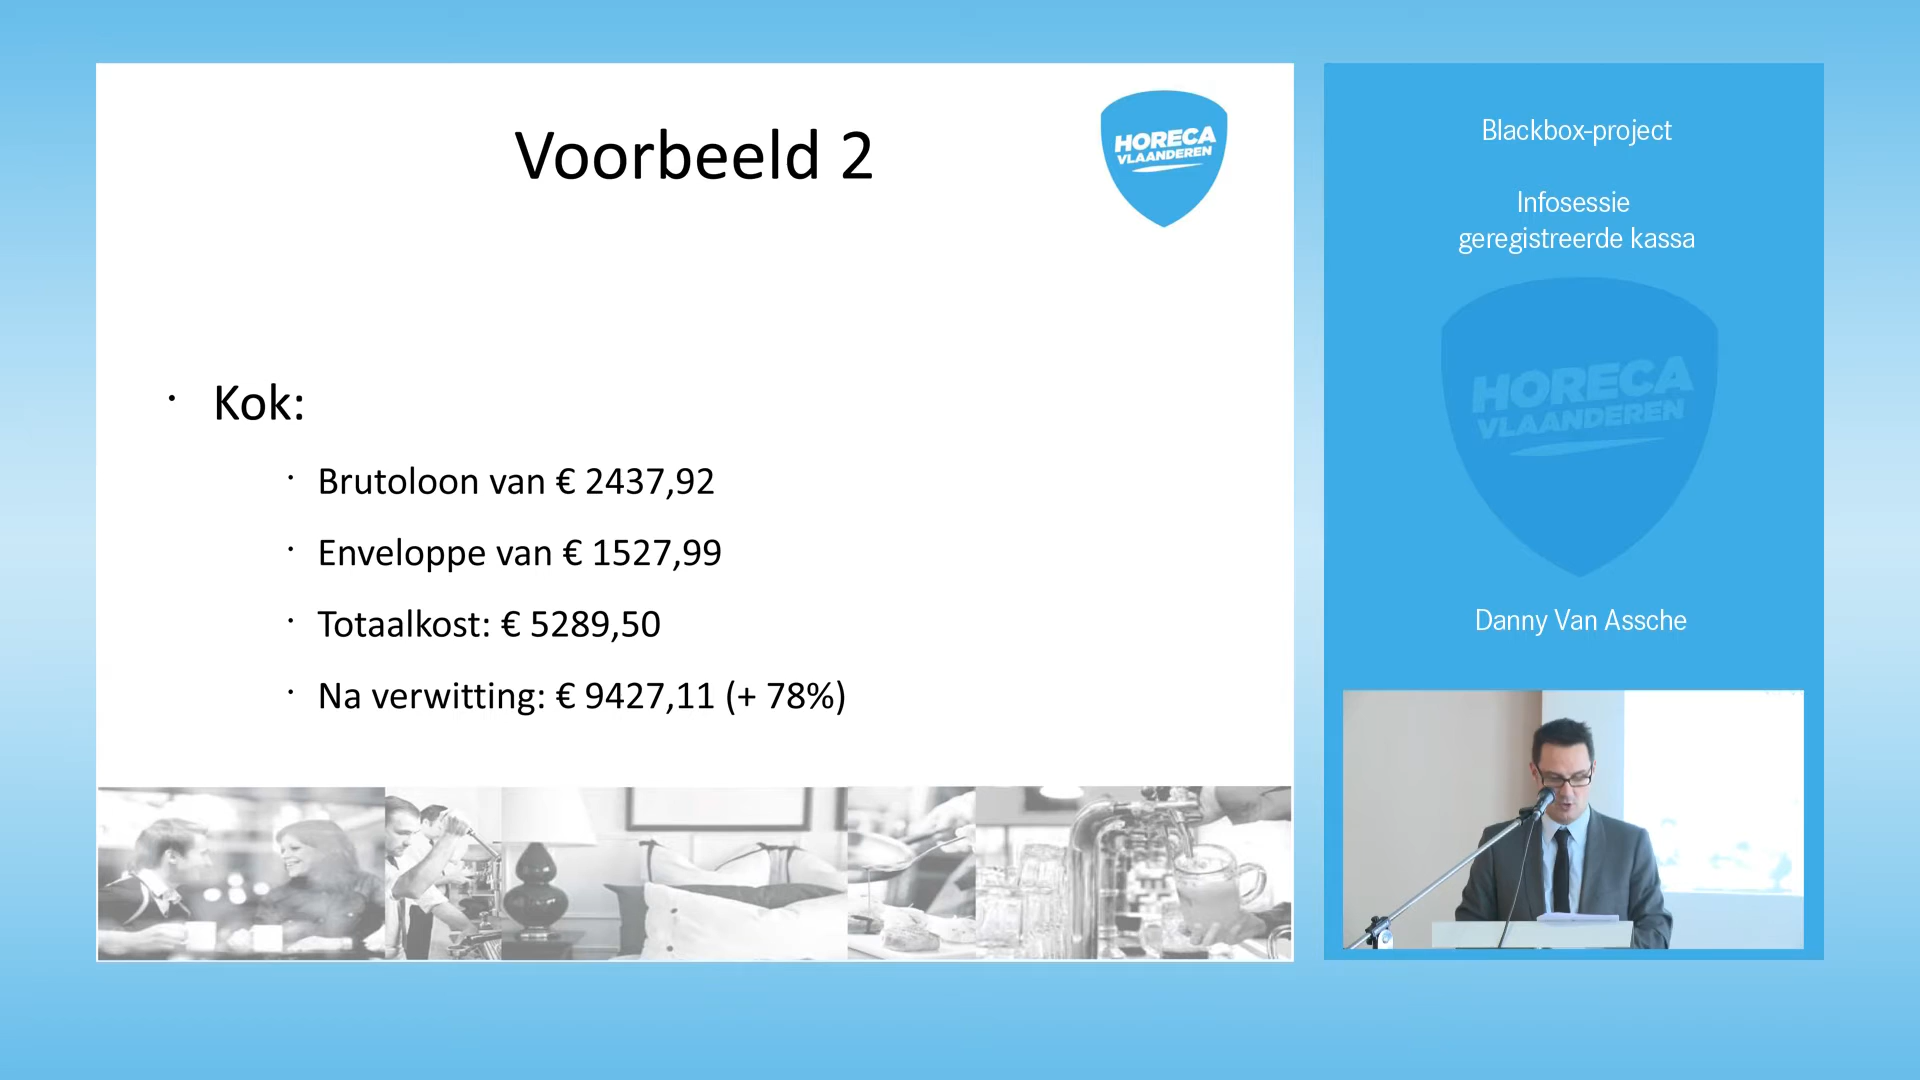 Voorbeeld 2
HORECA
VLAANDEREN
· Kok:
· Brutoloon van € 2437,92
· Enveloppe van € 1527,99
· Totaalkost: € 5289,50
· Na verwitting: € 9427,11 (+ 78%)
Blackbox-project
Infosessie
geregistreerde kassa
HORECA
VLAANDEREN
Danny Van Assche